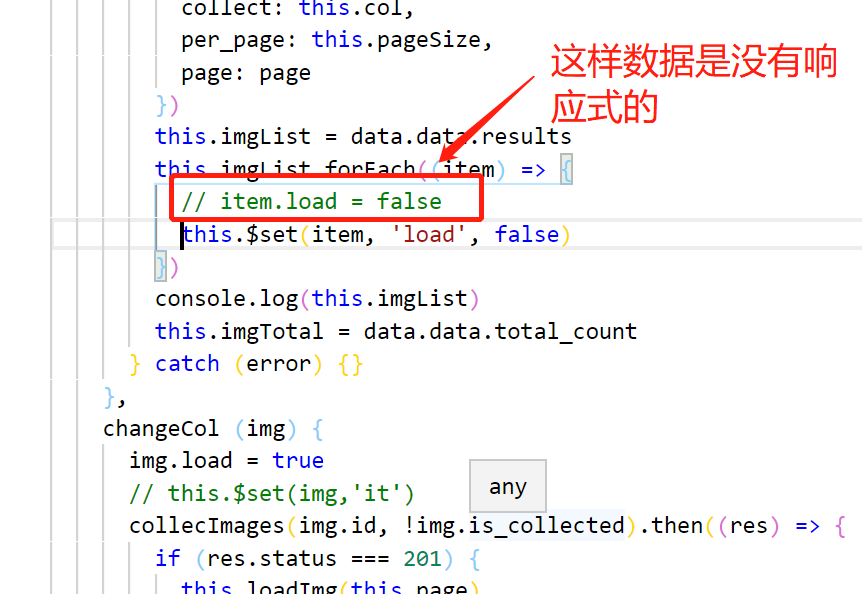 collect: this.col,
per_page: this.pageSize,
page: page
})
this.imgList = data.data.results
this.imgList.forEach((item) => {
// item.load = false
this.$set(item, 'load', false)
})
console.log(this.imgList)
this.imgTotal = data.data.total_count
} catch (error) {}
},
changeCol (img) {
img.load = true
// this.$set(img,'it')
collecImages(img.id, !img.is_collected).then((res) => {
if (res.status === 201) {
this.loadImg(this.page)
这样数据是没有响
应式的
any